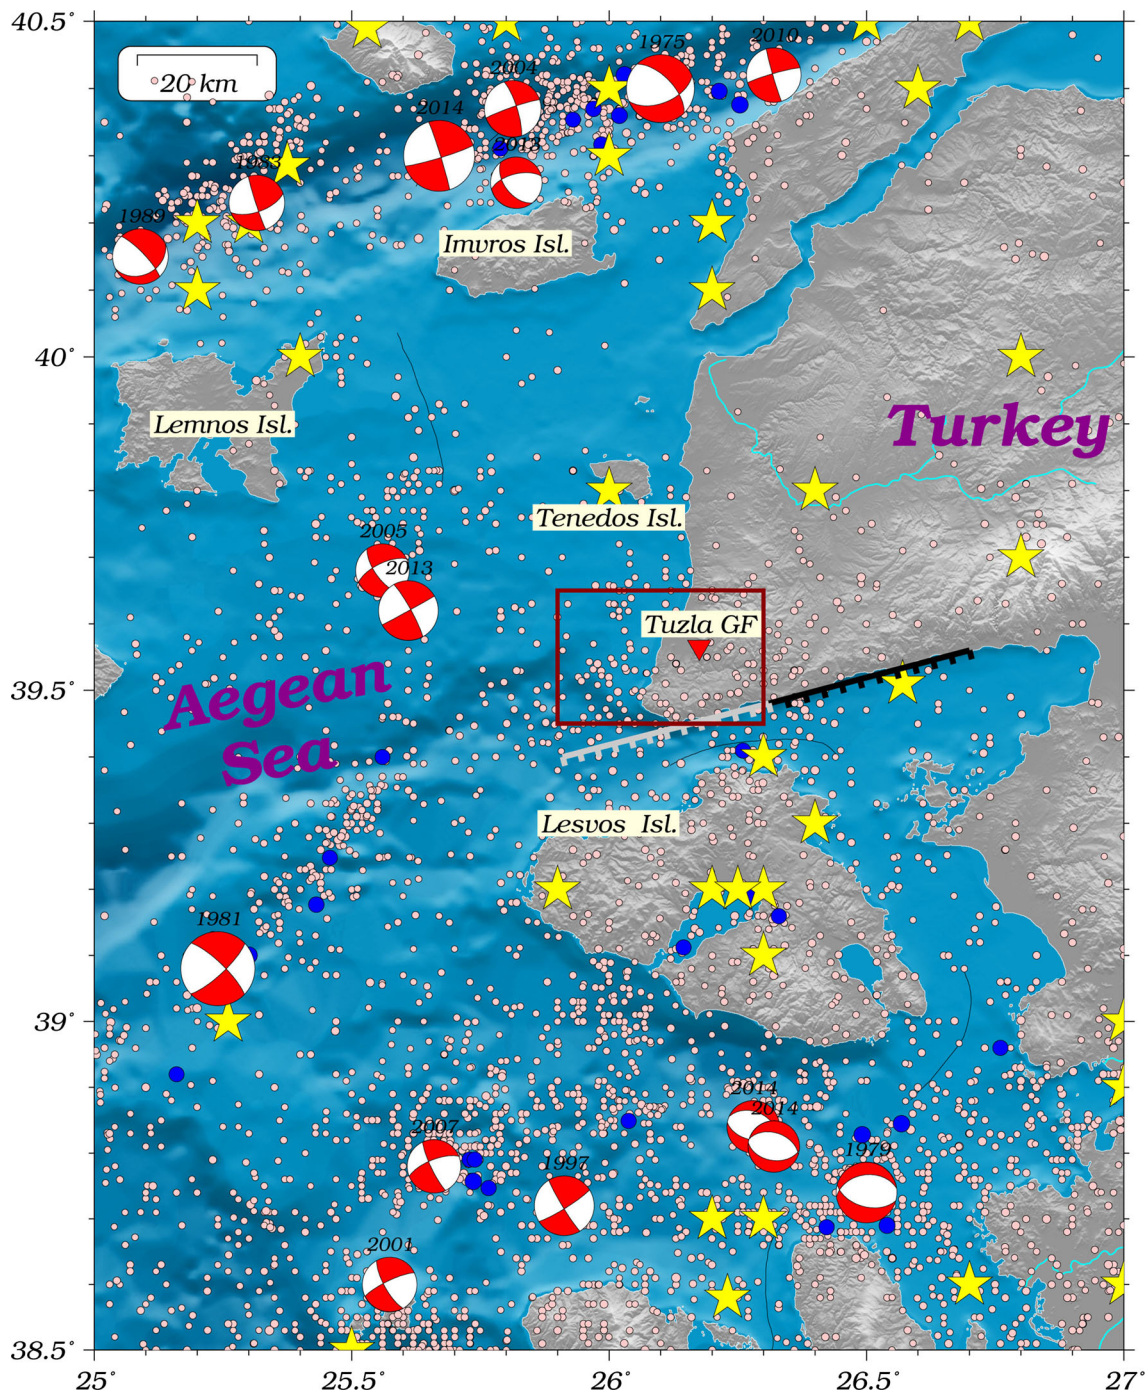 40.5°
2010
1975
2004
20 km
2014
2013
1983
1989
Imvros Isl.
40°
Turkey
Lemnos Isl.
Tenedos Isl.
2005
2013
Tuzla GF
Aegean
Sea
39.5°
Lesvos Isl.
1981
39°
2014
2014
2007
1979
1997
2001
38.5°
25°
25.5°
26°
26.5°
27°